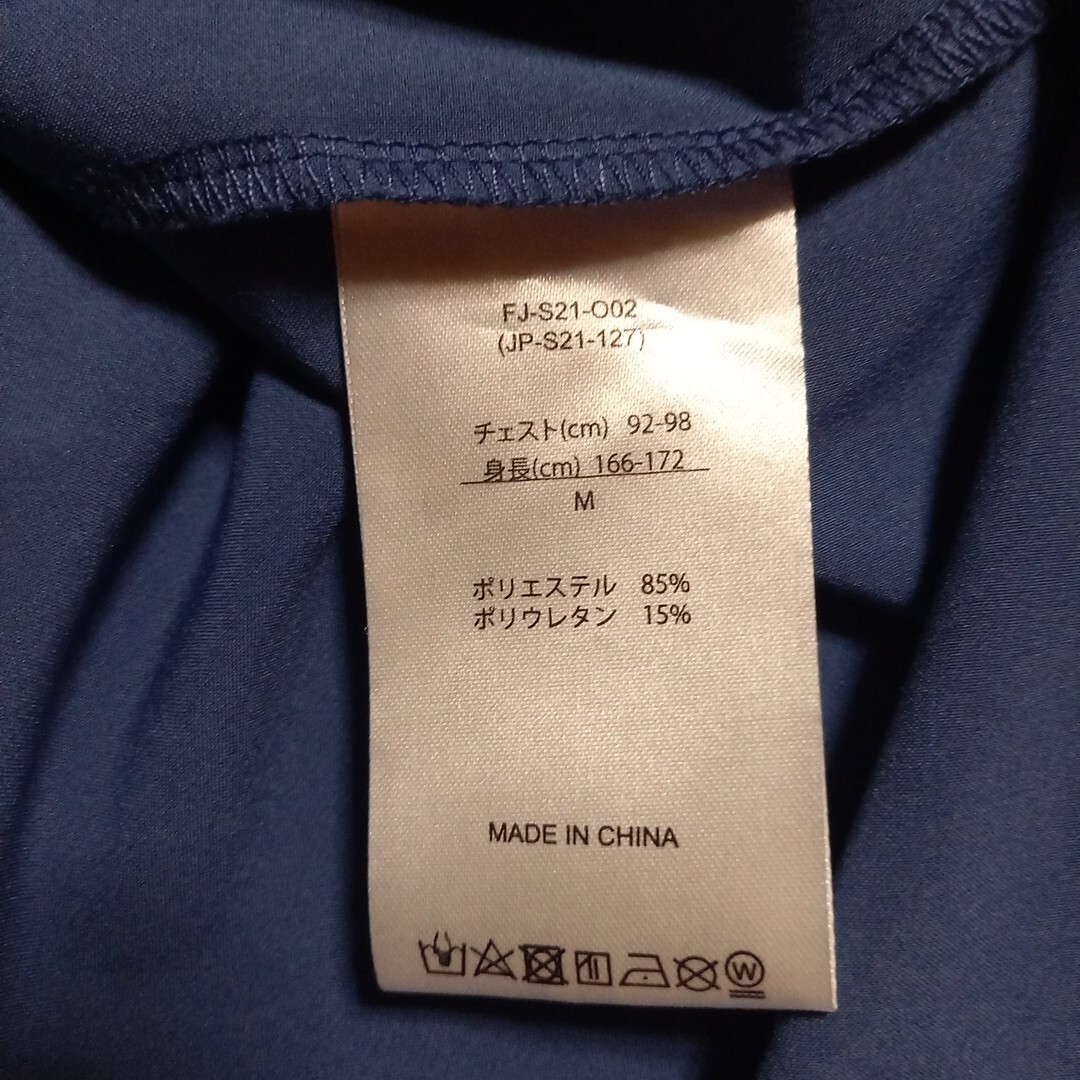 FJ-S21-O02
(JP-S21-127)
チェスト(cm) 92-98
身長(cm) 166-172
M
ポリエステル 85%
ポリウレタン 15%
MADE IN CHINA
W